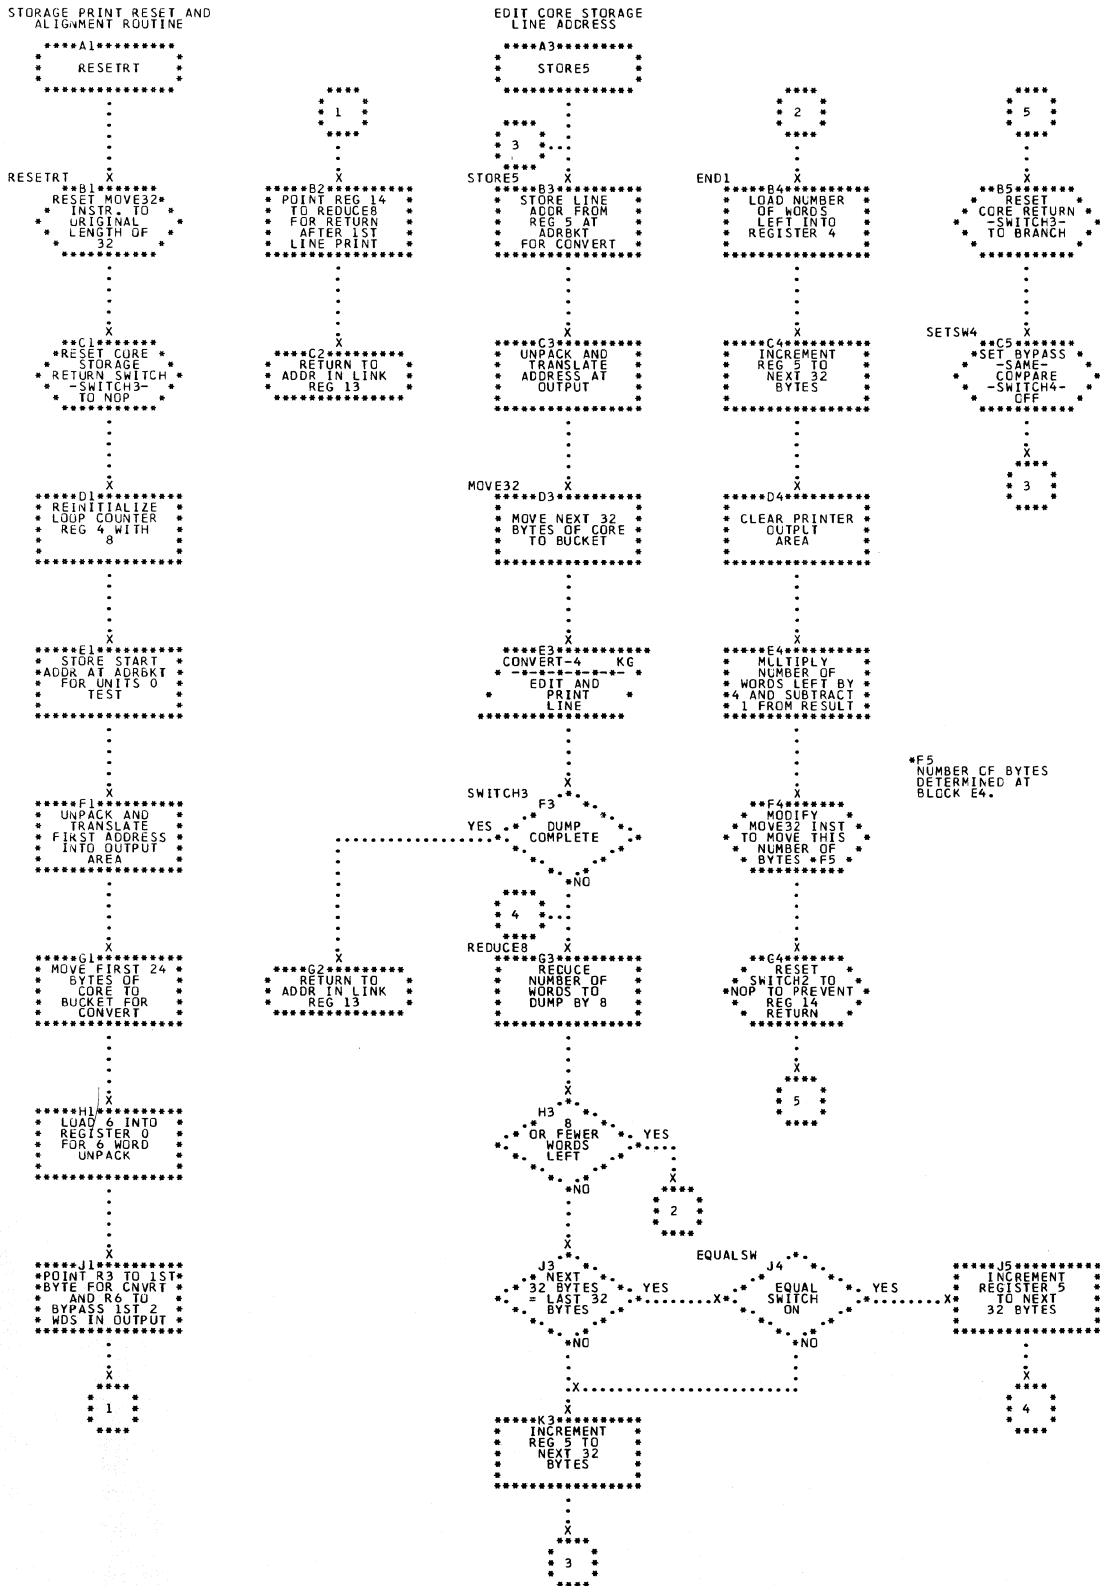 STORAGE PRINT RESET AND
ALIGNMENT ROUTINE
A1
RESETRT
RESETRT
B1
RESET MOVE32
INSTR. TO
ORIGINAL
LENGTH OF
32
C1
RESET CORE
STORAGE
RETURN SWITCH
-SWITCH3-
TO NOP
D1
REINITIALIZE
LOOP COUNTER
REG 4 WITH
8
E1
STORE START
ADDR AT ADRBKT
FOR UNITS 0
TEST
F1
UNPACK AND
TRANSLATE
FIRST ADDRESS
INTO OUTPUT
AREA
G1
MOVE FIRST 24
BYTES OF
CORE TO
BUCKET FOR
CONVERT
H1
LOAD 6 INTO
REGISTER 0
FOR 6 WORD
UNPACK
J1
POINT R3 TO 1ST
BYTE FOR CNVRT
AND R6 TO
BYPASS 1ST 2
WDS IN OUTPUT
1
1
B2
POINT REG 14
TO REDUCE8
FOR RETURN
AFTER 1ST
LINE PRINT
C2
RETURN TO
ADDR IN LINK
REG 13
G2
RETURN TO
ADDR IN LINK
REG 13
EDIT CORE STORAGE
LINE ADDRESS
A3
STORE5
3
STORE5
B3
STORE LINE
ADDR FROM
REG 5 AT
ADRBKT
FOR CONVERT
C3
UNPACK AND
TRANSLATE
ADDRESS AT
OUTPUT
MOVE32
D3
MOVE NEXT 32
BYTES OF CORE
TO BUCKET
E3
CONVERT-4 KG
EDIT AND
PRINT
LINE
SWITCH3
F3
DUMP
COMPLETE
YES
NO
4
REDUCE8
G3
REDUCE
NUMBER OF
WORDS TO
DUMP BY 8
H3
8
OR FEWER
WORDS
LEFT
YES
NO
2
J3
NEXT
32 BYTES
= LAST 32
BYTES
YES
NO
K3
INCREMENT
REG 5 TO
NEXT 32
BYTES
3
2
END1
B4
LOAD NUMBER
OF WORDS
LEFT INTO
REGISTER 4
C4
INCREMENT
REG 5 TO
NEXT 32
BYTES
D4
CLEAR PRINTER
OUTPLT
AREA
E4
MLLTIPLY
NUMBER OF
WORDS LEFT BY
4 AND SUBTRACT
1 FROM RESULT
F4
MODIFY
MOVE32 INST
TO MOVE THIS
NUMBER OF
BYTES *F5
G4
RESET
SWITCH2 TO
NOP TO PREVENT
REG 14
RETURN
5
EQUALSW
J4
EQUAL
SWITCH
ON
YES
NO
5
B5
RESET
CORE RETURN
-SWITCH3-
TO BRANCH
SETSW4
C5
SET BYPASS
-SAME-
COMPARE
-SWITCH4-
OFF
3
*F5
NUMBER OF BYTES
DETERMINED AT
BLOCK E4.
J5
INCREMENT
REGISTER 5
TO NEXT
32 BYTES
4